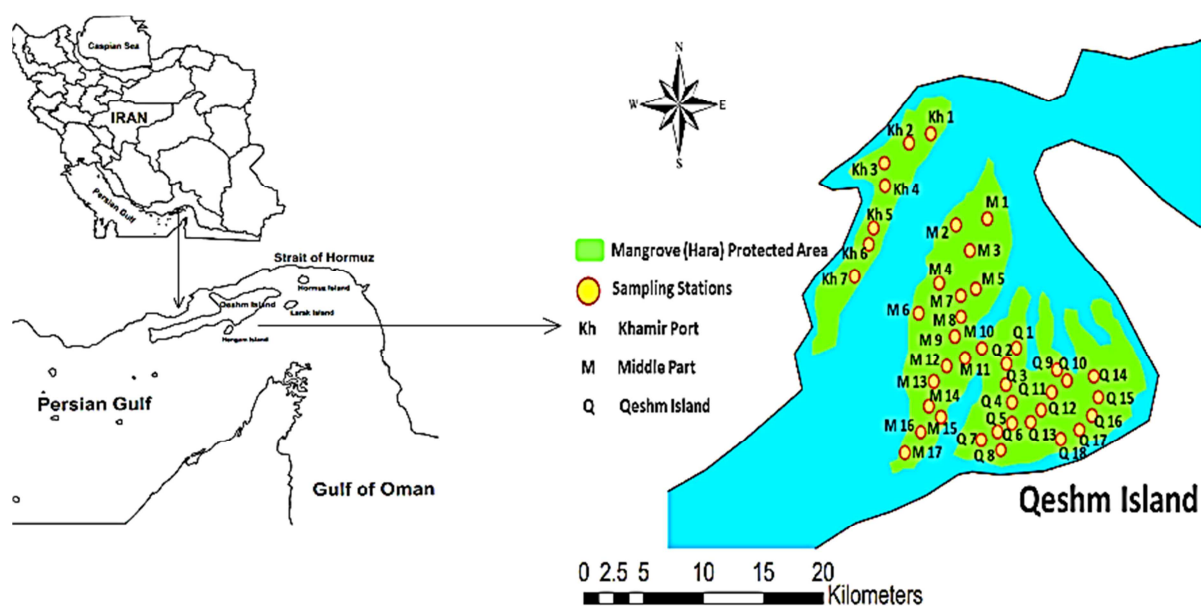 Caspian Sea
IRAN
Persian Gulf
Strait of Hormuz
Hormuz Island
Qeshm Island
Larak Island
Hengam Island
Persian Gulf
Gulf of Oman
N
W E
S
Mangrove (Hara) Protected Area
Sampling Stations
Kh Khamir Port
M Middle Part
Q Qeshm Island
Kh 1
Kh 2
Kh 3
Kh 4
Kh 5
Kh 6
Kh 7
M 1
M 2
M 3
M 4
M 5
M 6
M 7
M 8
M 9
M 10
M 11
M 12
M 13
M 14
M 15
M 16
M 17
Q 1
Q 2
Q 3
Q 4
Q 5
Q 6
Q 7
Q 8
Q 9
Q 10
Q 11
Q 12
Q 13
Q 14
Q 15
Q 16
Q 17
Q 18
Qeshm Island
0 2.5 5 10 15 20
Kilometers